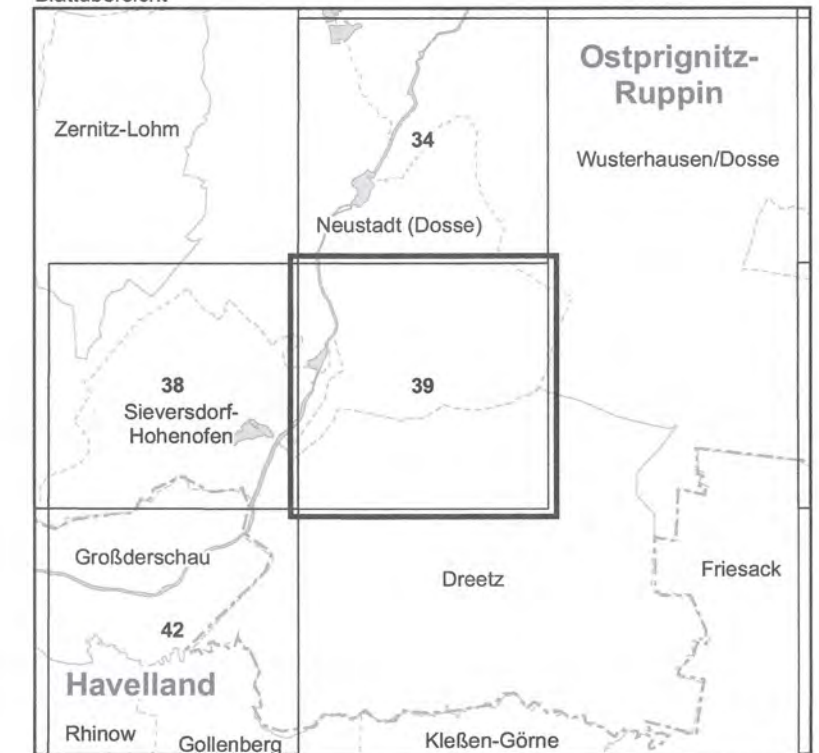 Blattübersicht
Ostprignitz-
Ruppin
Zernitz-Lohm
34
Wusterhausen/Dosse
Neustadt (Dosse)
38
39
Sieversdorf-
Hohenofen
Großderschau
Dreetz
Friesack
42
Havelland
Rhinow
Gollenberg
Kleßen-Görne